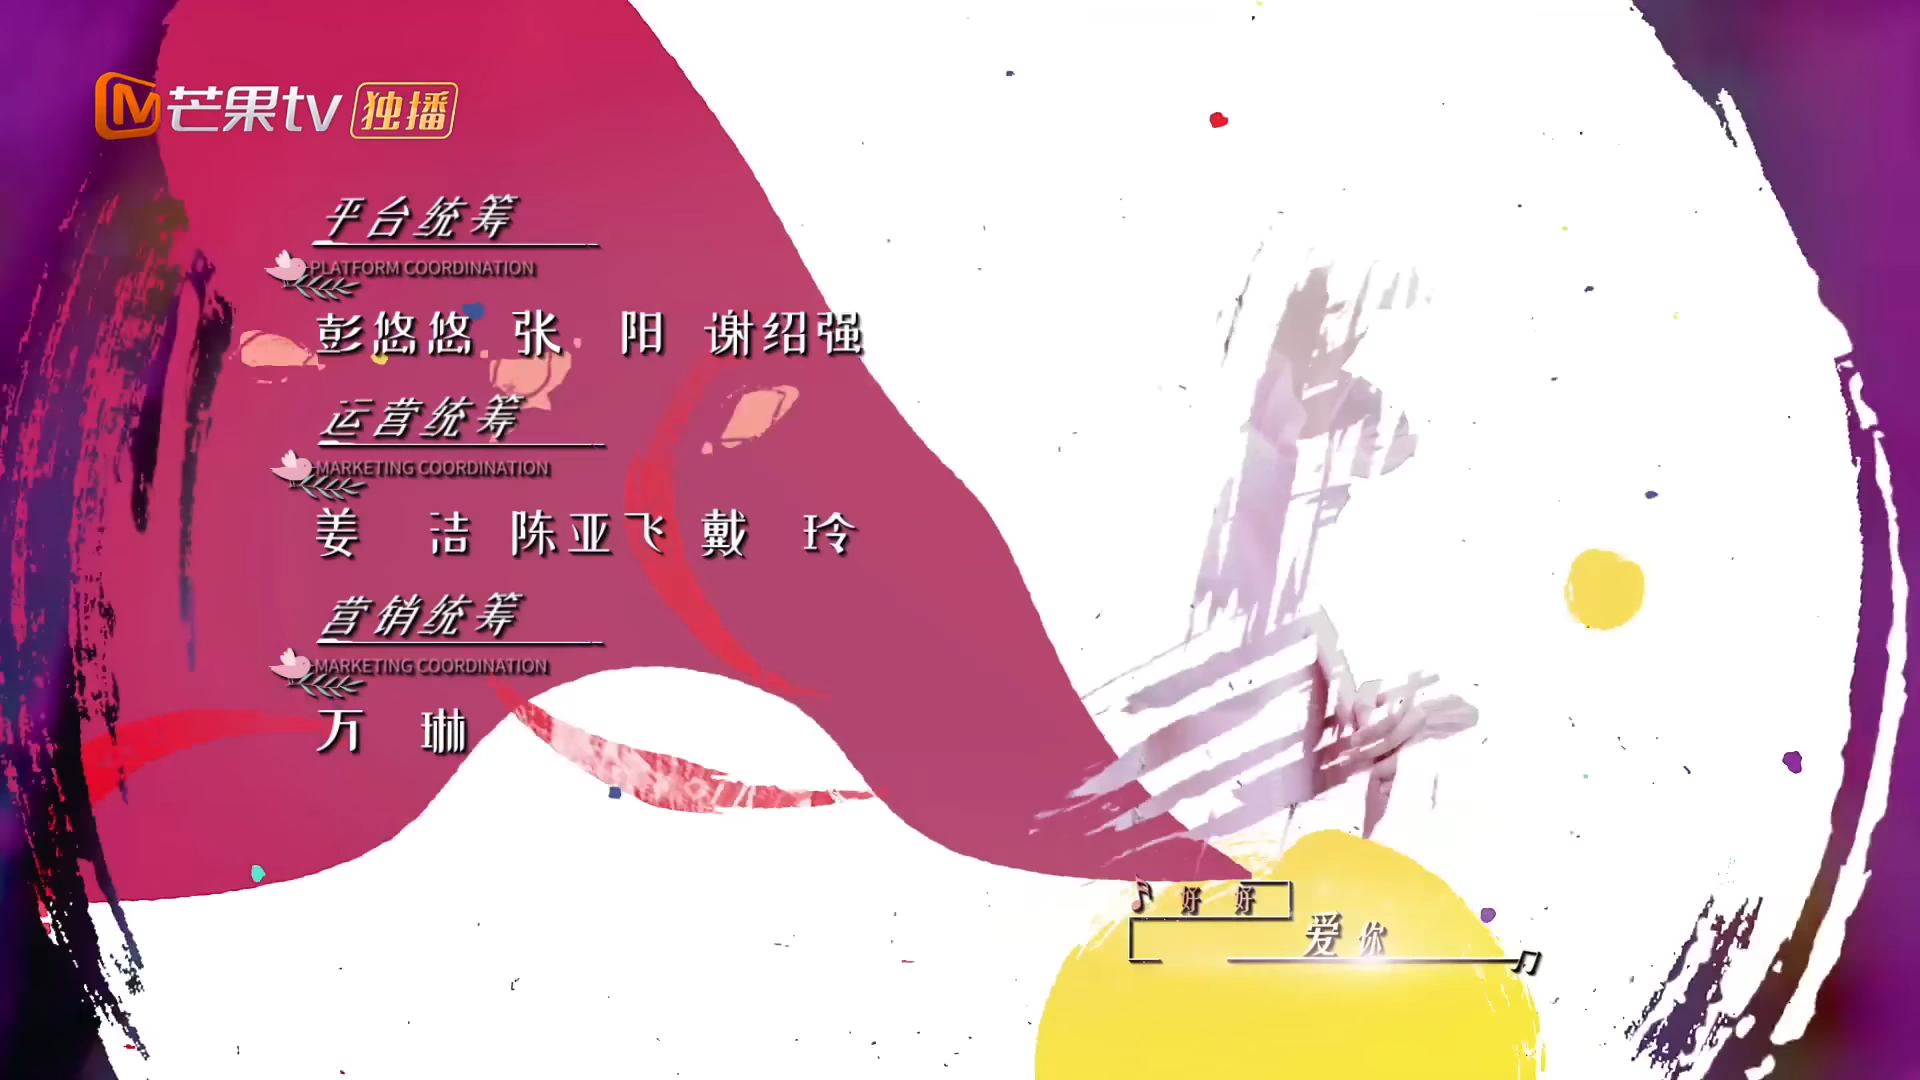 芒果tv 独播
平台统筹
PLATFORM COORDINATION
彭悠悠 张 阳 谢绍强
运营统筹
MARKETING COORDINATION
姜 洁 陈亚飞 戴 玲
营销统筹
MARKETING COORDINATION
万 琳
好 好
爱 你